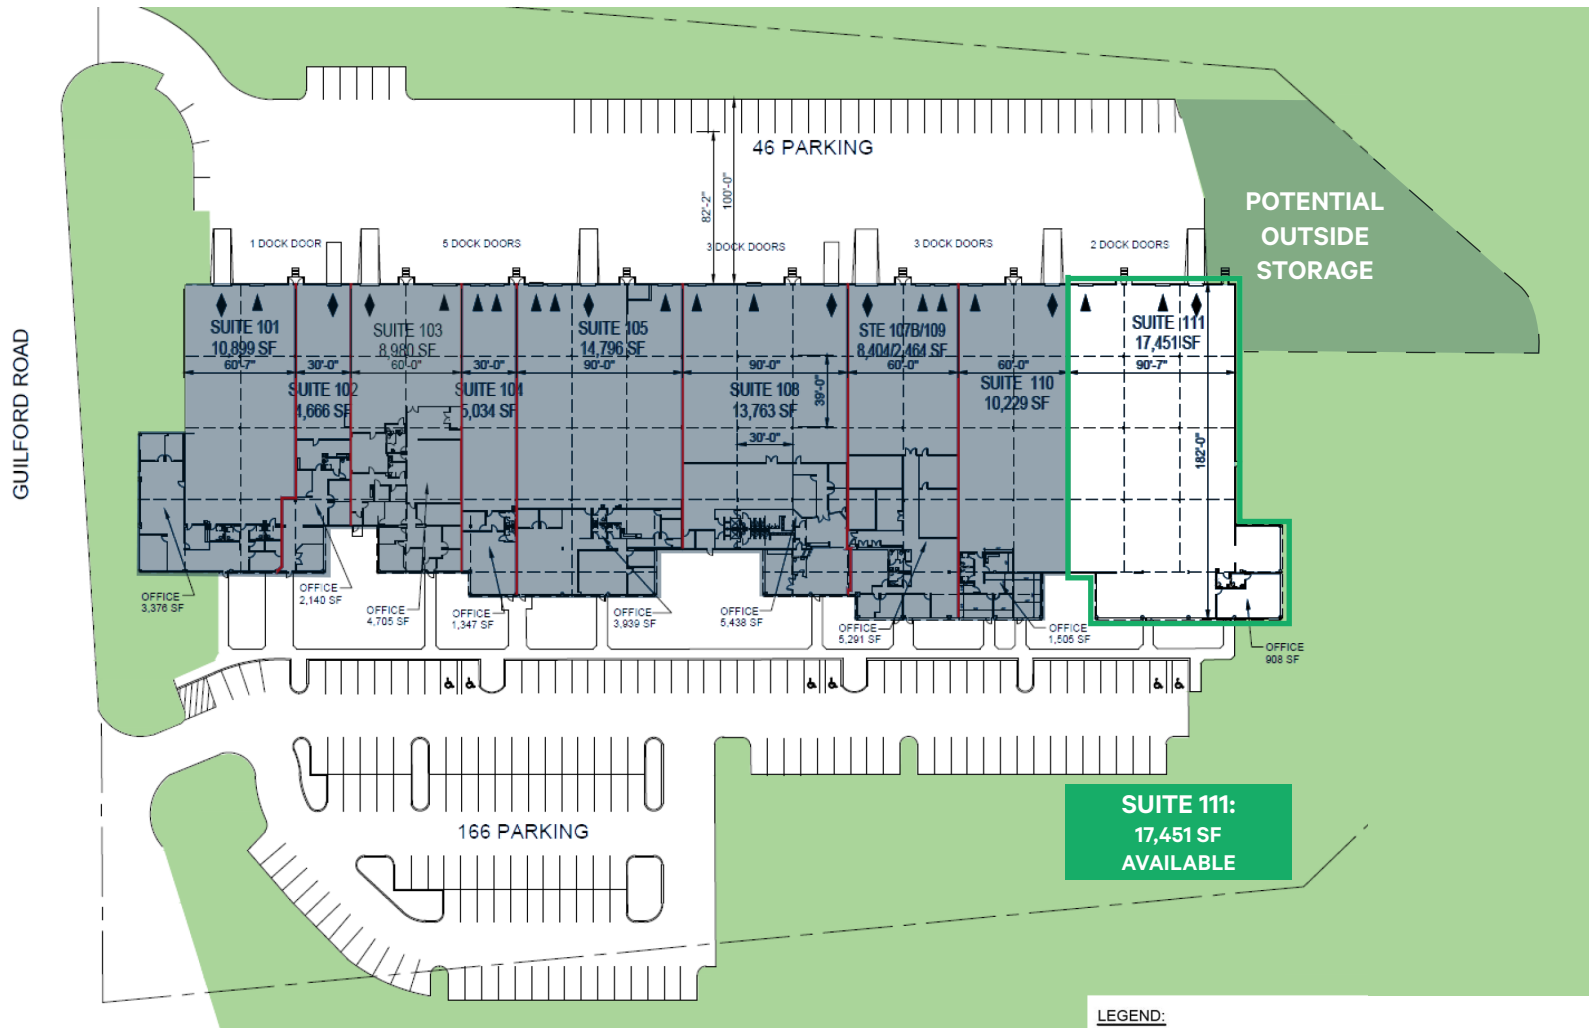 46 PARKING
82'-2"
100'-0"
POTENTIAL
OUTSIDE
STORAGE
1 DOCK DOOR
5 DOCK DOORS
3 DOCK DOORS
3 DOCK DOORS
2 DOCK DOORS
GUILFORD ROAD
SUITE 101
10,899 SF
60'-7"
30'-0"
SUITE 102
4,666 SF
SUITE 103
8,980 SF
60'-0"
30'-0"
SUITE 104
5,034 SF
SUITE 105
14,796 SF
90'-0"
90'-0"
SUITE 108
13,763 SF
39'-0"
30'-0"
STE 107B/109
8,404/2,464 SF
60'-0"
60'-0"
SUITE 110
10,229 SF
SUITE 111
17,451 SF
90'-7"
182'-0"
OFFICE
3,376 SF
OFFICE
2,140 SF
OFFICE
4,705 SF
OFFICE
1,347 SF
OFFICE
3,939 SF
OFFICE
5,438 SF
OFFICE
5,291 SF
OFFICE
1,505 SF
OFFICE
908 SF
166 PARKING
SUITE 111:
17,451 SF
AVAILABLE
LEGEND: